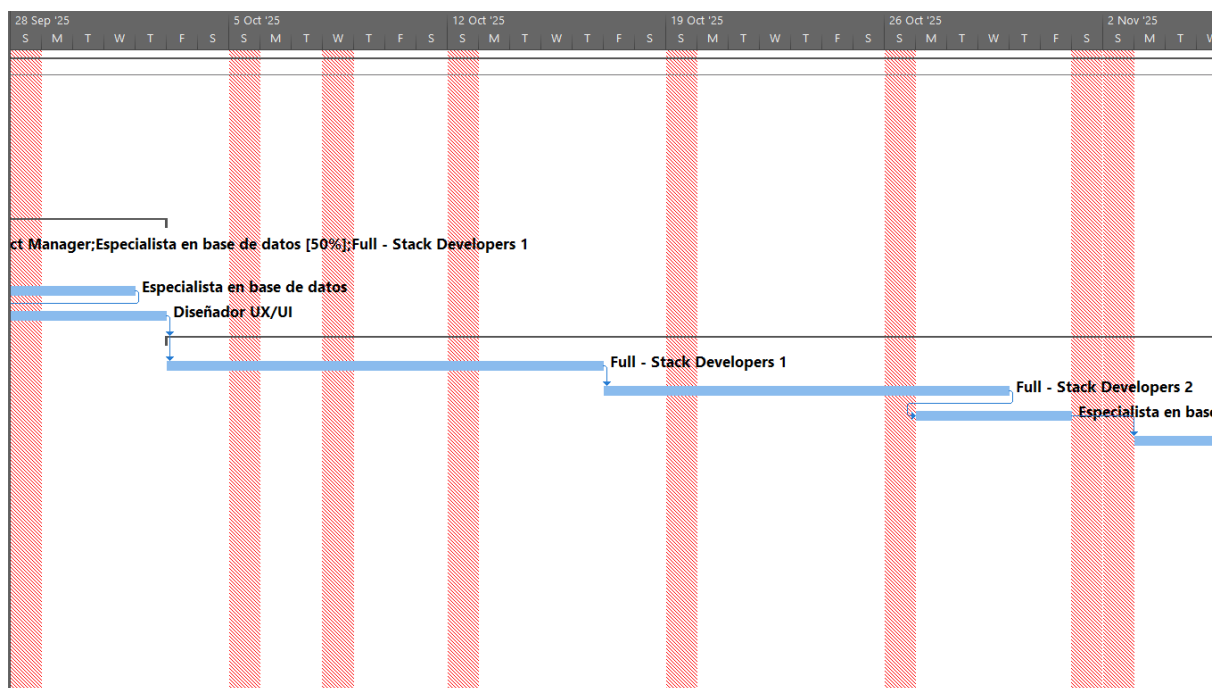 28 Sep '25 5 Oct '25 12 Oct '25 19 Oct '25 26 Oct '25 2 Nov '25
S M T W T F S S M T W T F S S M T W T F S S M T W T F S S M T W T F S S M T W
ct Manager;Especialista en base de datos [50%];Full - Stack Developers 1
Especialista en base de datos
Diseñador UX/UI
Full - Stack Developers 1
Full - Stack Developers 2
Especialista en base